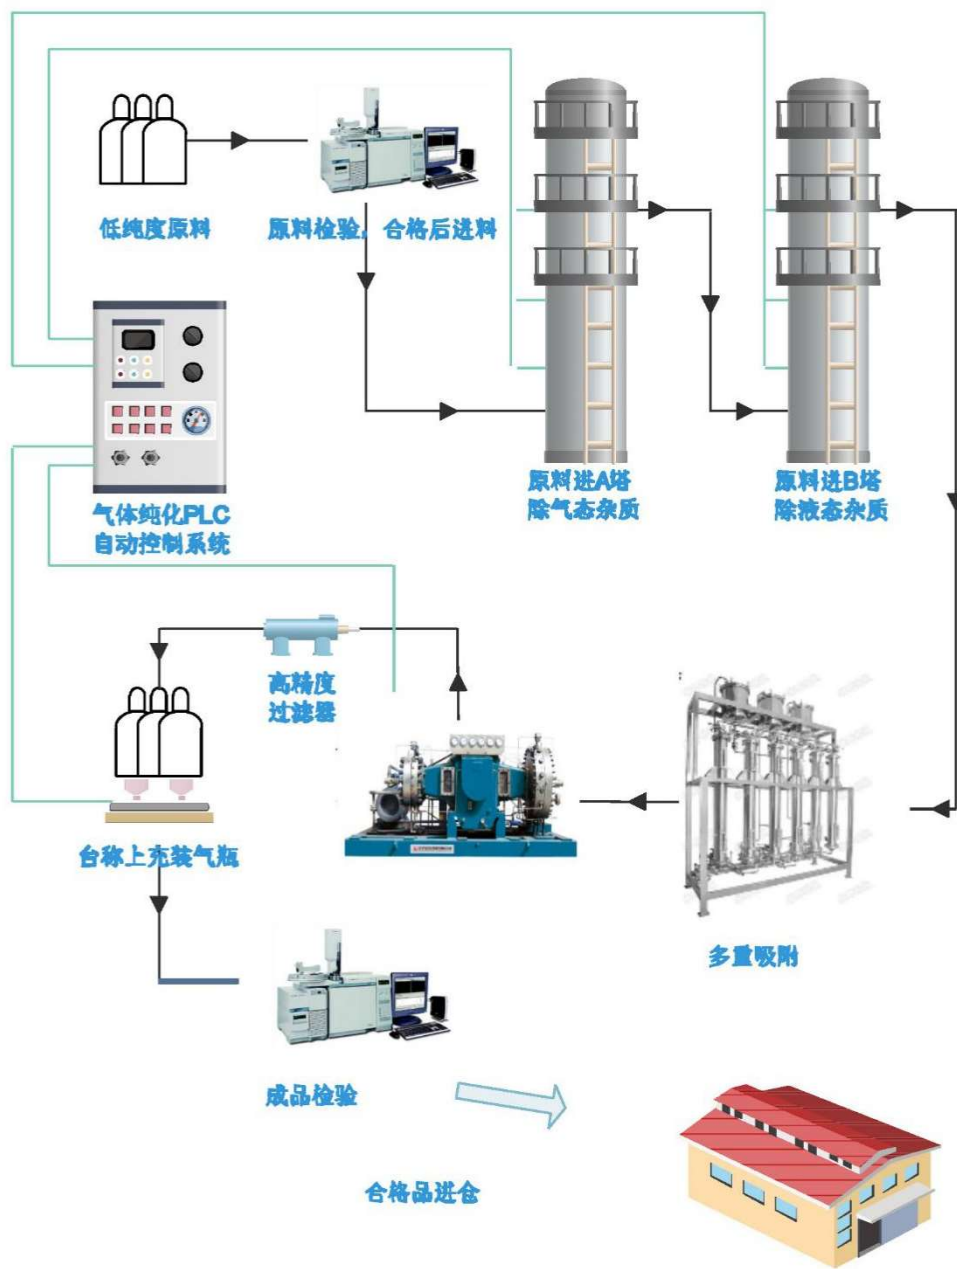 低纯度原料
原料检验，合格后进料
原料进A塔
除气态杂质
原料进B塔
除液态杂质
气体纯化PLC
自动控制系统
高精度
过滤器
台称上充装气瓶
多重吸附
成品检验
合格品进仓